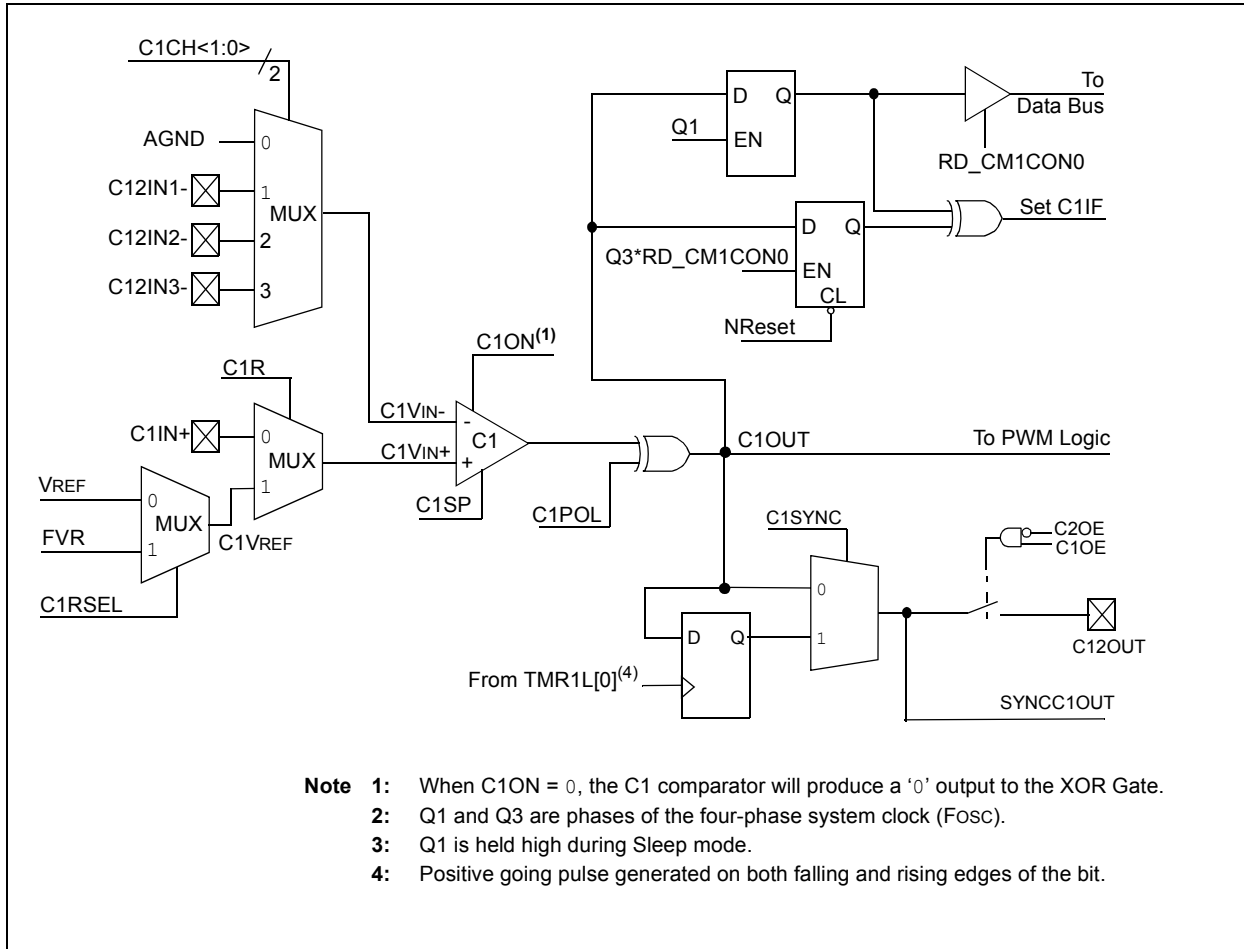 C1CH<1:0>
2
AGND
0
C12IN1-
1
MUX
C12IN2-
2
C12IN3-
3
D Q
Q1
EN
To
Data Bus
RD_CM1CON0
D Q
Q3*RD_CM1CON0
EN
CL
NReset
Set C1IF
C1R
C1IN+
0
MUX
1
VREF
0
MUX
FVR
1
C1VREF
C1RSEL
C1ON(1)
C1VIN-
-
C1
C1VIN+
+
C1SP
C1POL
C1OUT
To PWM Logic
C1SYNC
0
1
D Q
From TMR1L[0](4)
C2OE
C1OE
C12OUT
SYNCC1OUT
Note 1: When C1ON = 0, the C1 comparator will produce a ‘0’ output to the XOR Gate.
2: Q1 and Q3 are phases of the four-phase system clock (FOSC).
3: Q1 is held high during Sleep mode.
4: Positive going pulse generated on both falling and rising edges of the bit.